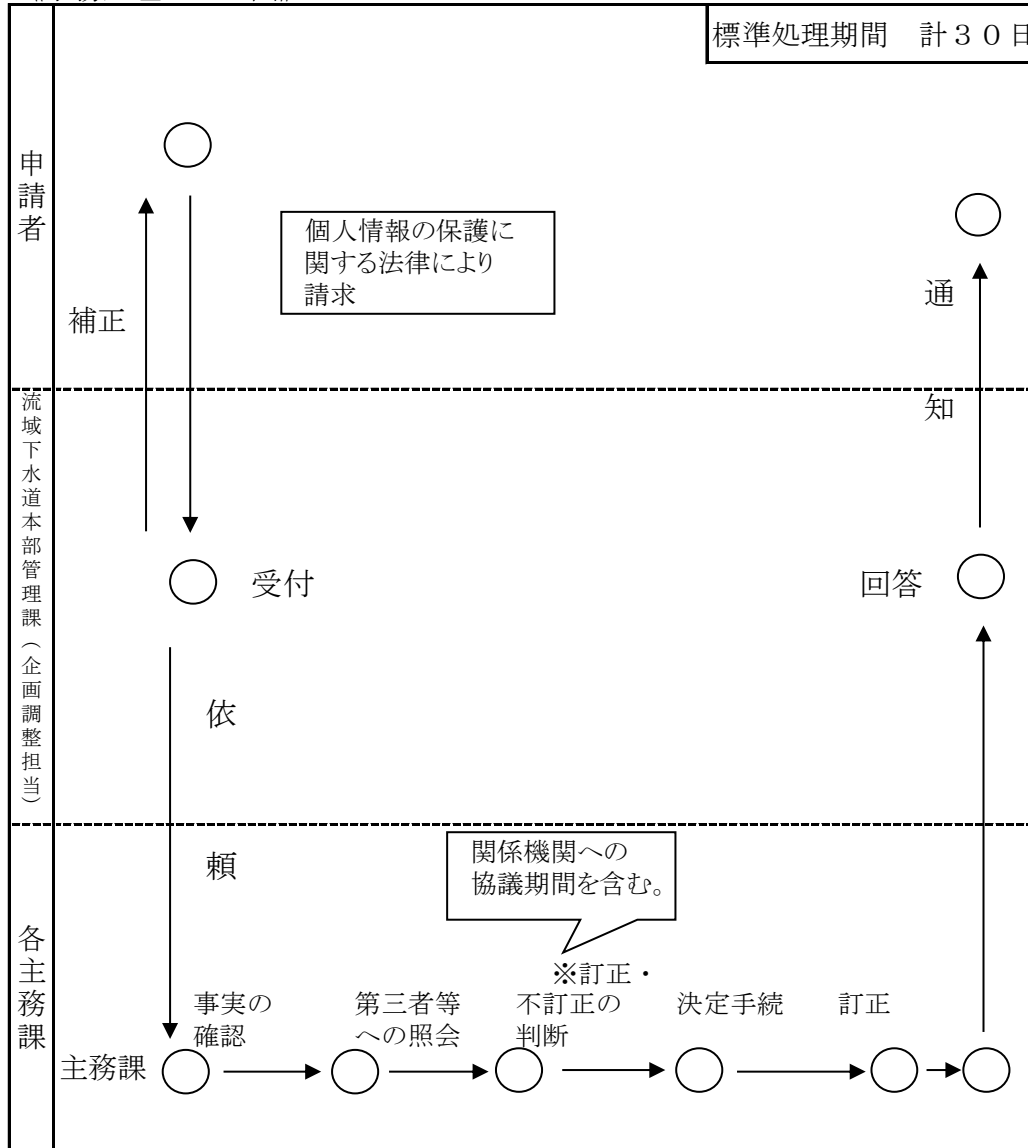 標準処理期間　計３０日
申請者
個人情報の保護に
関する法律により
請求
補正
通
知
流域下水道本部管理課（企画調整担当）
受付
回答
依
頼
関係機関への
協議期間を含む。
各主務課
※訂正・
事実の
確認
第三者等
への照会
不訂正の
判断
決定手続
訂正
主務課